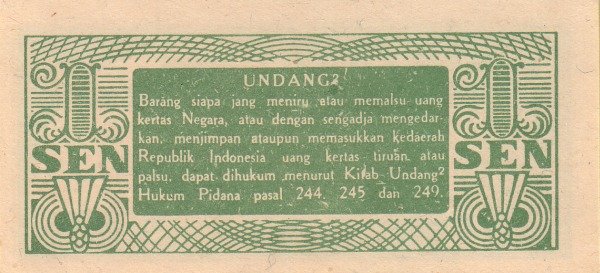 UNDANG2
Barang siapa jang meniru atau memalsu uang
kertas Negara, atau dengan sengadja mengedar-
kan, menjimpan ataupun memasukkan kedaerah
Republik Indonesia uang kertas tiruan atau
palsu, dapat dihukum menurut Kitab Undang2
Hukum Pidana pasal 244, 245 dan 249.
1 SEN
1 SEN